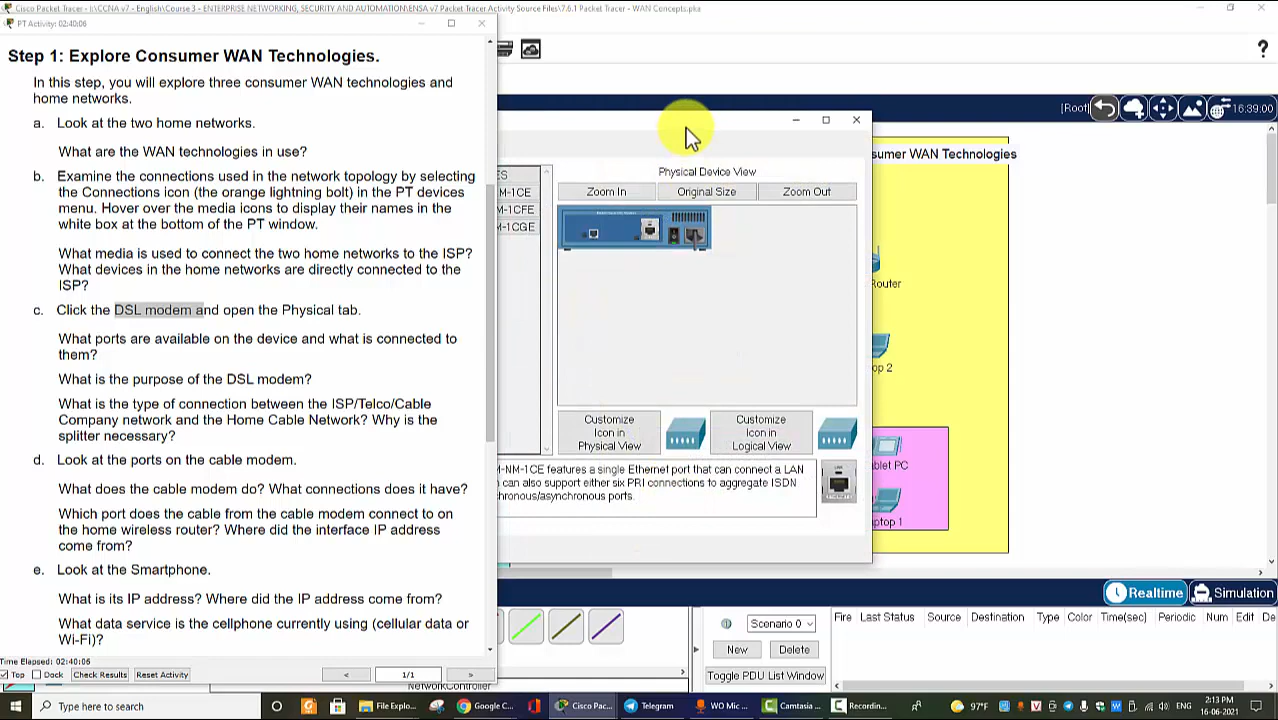 Cisco Packet Tracer - I:\CCNA v7 - English\Course 3 - ENTERPRISE NETWORKING, SECURITY AND AUTOMATION\ENSA v7 Packet Tracer Activity Source Files\7.6.1 Packet Tracer - WAN Concepts.pka
PT Activity: 02:40:06
Step 1: Explore Consumer WAN Technologies.
In this step, you will explore three consumer WAN technologies and
home networks.
a. Look at the two home networks.
What are the WAN technologies in use?
b. Examine the connections used in the network topology by selecting
the Connections icon (the orange lightning bolt) in the PT devices
menu. Hover over the media icons to display their names in the
white box at the bottom of the PT window.
What media is used to connect the two home networks to the ISP?
What devices in the home networks are directly connected to the
ISP?
c. Click the DSL modem and open the Physical tab.
What ports are available on the device and what is connected to
them?
What is the purpose of the DSL modem?
What is the type of connection between the ISP/Telco/Cable
Company network and the Home Cable Network? Why is the
splitter necessary?
d. Look at the ports on the cable modem.
What does he cable modem do? What connections does it have?
Which port does the cable from the cable modem connect to on
the home wireless router? Where did the interface IP address
come from?
e. Look at the Smartphone.
What is its IP address? Where did the IP address come from?
What data service is the cellphone currently using (cellular data or
Wi-Fi)?
Time Elapsed: 02:40:06
Top Dock Check Results Reset Activity < 1/1 >
[Root] 16:39:00
sumer WAN Technologies
Physical Device View
Zoom In Original Size Zoom Out
ES
M-1CE
M-1CFE
M-1CGE
Router
op 2
blet PC
aptop 1
Customize
Icon in
Physical View
Customize
Icon in
Logical View
M-NM-1CE features a single Ethernet port that can connect a LAN
can also support either six PRI connections to aggregate ISDN
chronous/asynchronous ports.
Realtime Simulation
Scenario 0
New Delete
Toggle PDU List Window
Fire Last Status Source Destination Type Color Time(sec) Periodic Num Edit De
NetworkController
Type here to search
File Explo...
Google C...
Cisco Pac...
Telegram
WO Mic ...
Camtasia ...
Recordin...
97°F
ENG
2:13 PM
16-06-2021